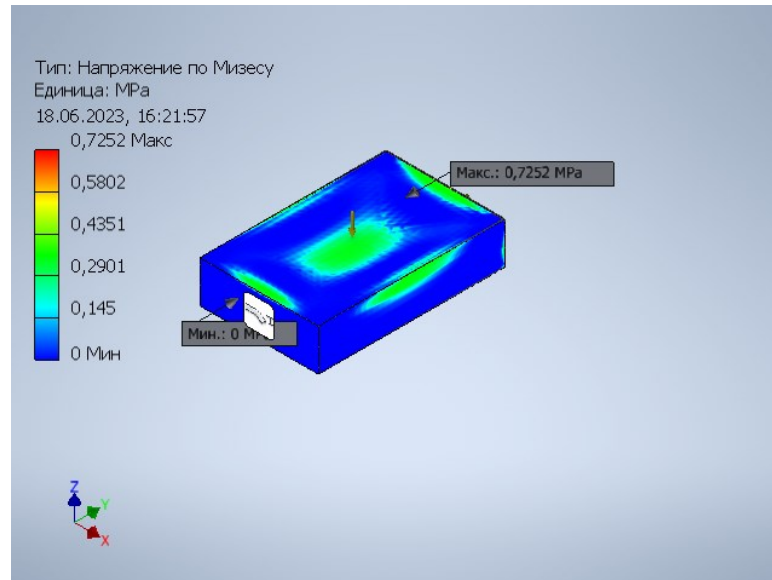 Тип: Напряжение по Мизесу
Единица: MPa
18.06.2023, 16:21:57
0,7252 Макс
0,5802
0,4351
0,2901
0,145
0 Мин
Макс.: 0,7252 MPa
Мин.: 0
Z
Y
X